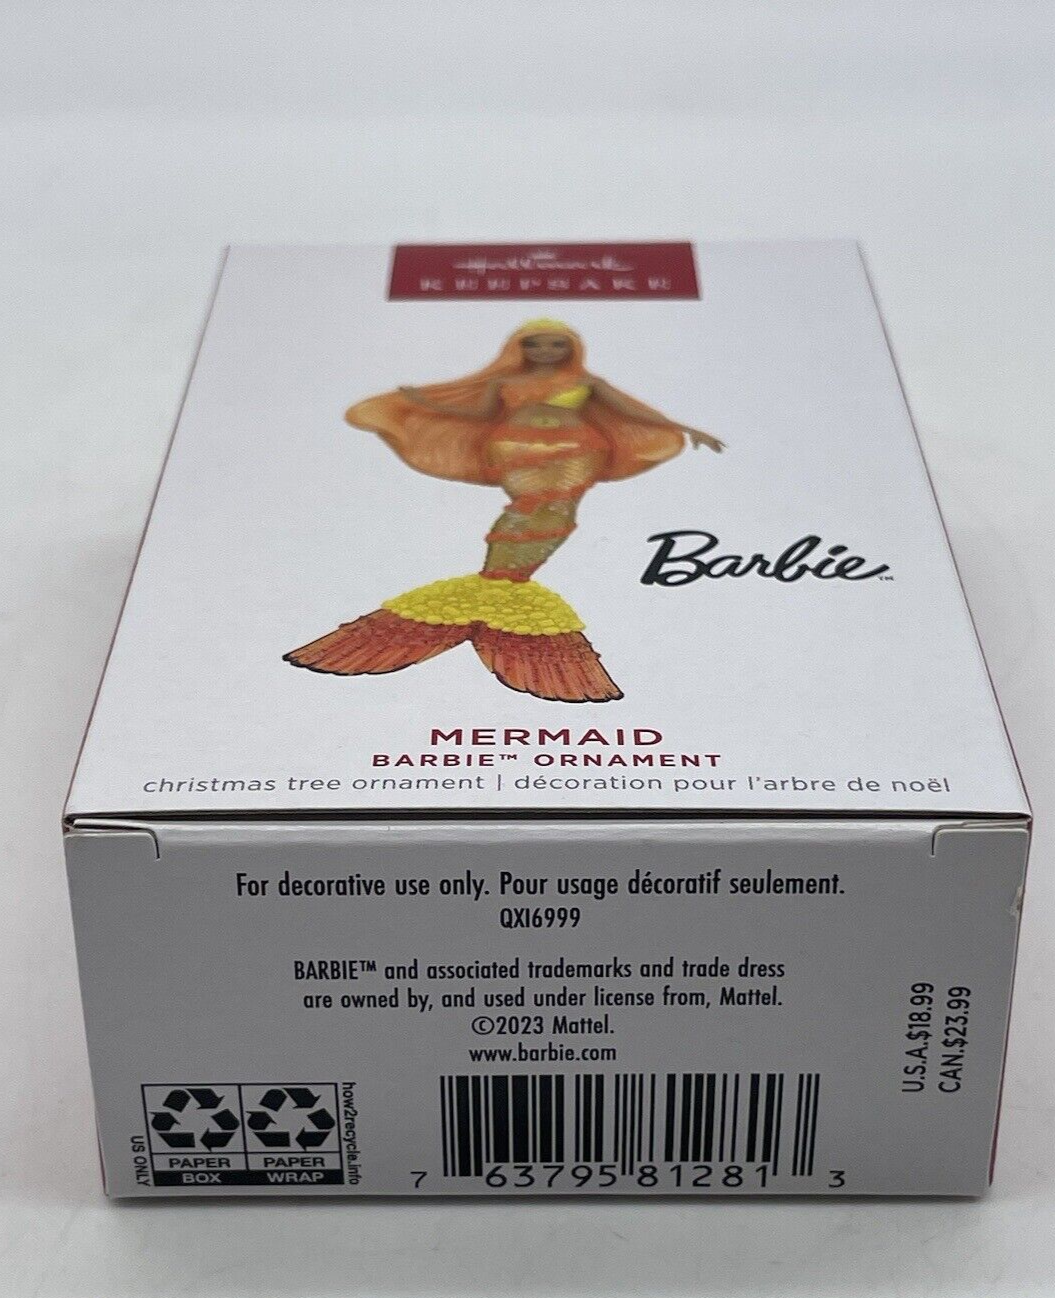 Hallmark
KEEPSAKE
Barbie™
MERMAID
BARBIE™ ORNAMENT
christmas tree ornament | décoration pour l'arbre de noël
For decorative use only. Pour usage décoratif seulement.
QXI6999
BARBIE™ and associated trademarks and trade dress
are owned by, and used under license from, Mattel.
©2023 Mattel.
www.barbie.com
U.S.A.$18.99
CAN.$23.99
US ONLY
PAPER
BOX
PAPER
WRAP
how2recycle.info
7 63795 81281 3